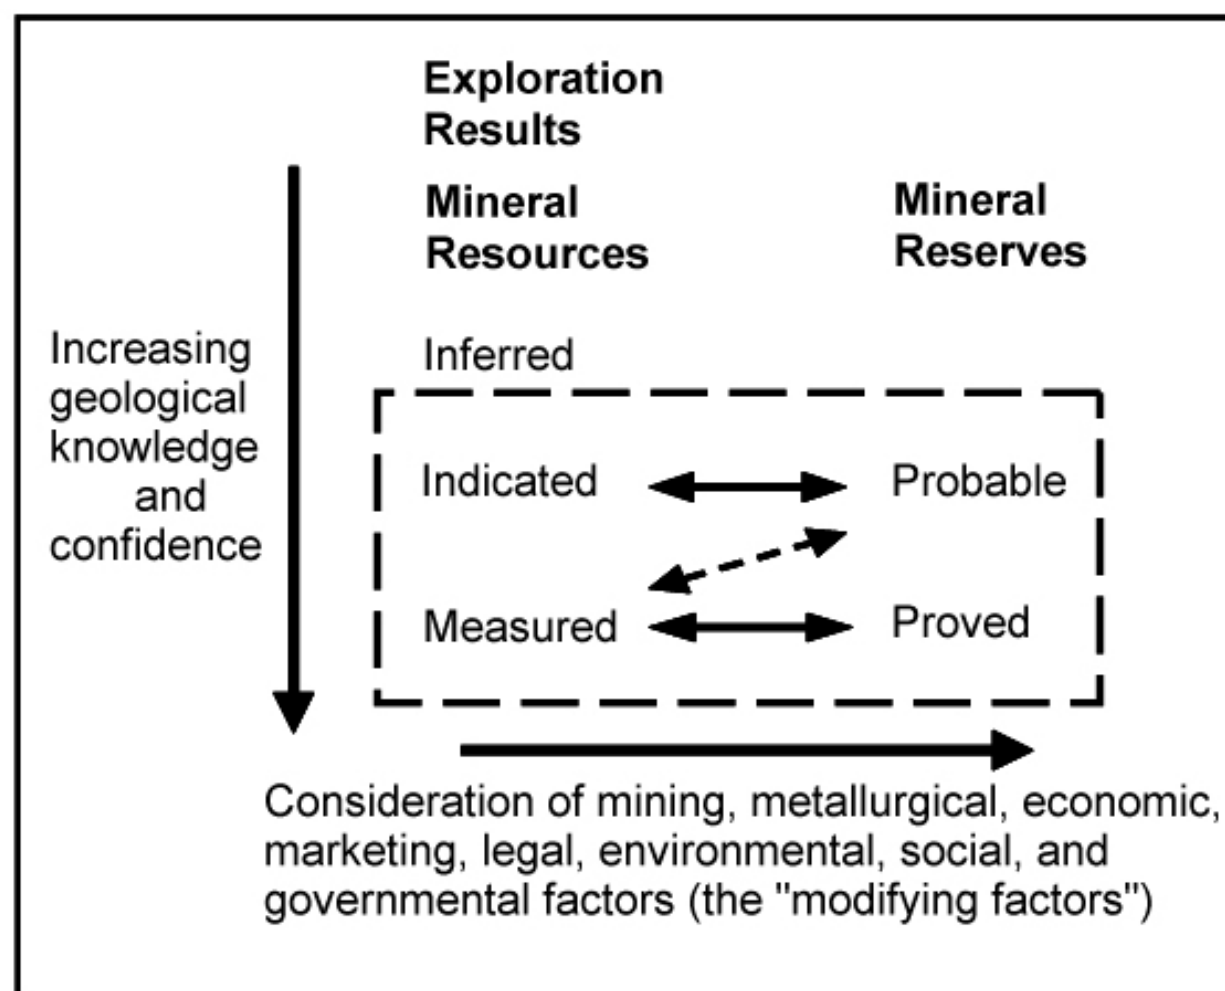 Exploration
Results
Mineral
Resources
Mineral
Reserves
Increasing
geological
knowledge
and
confidence
Inferred
Indicated
Probable
Measured
Proved
Consideration of mining, metallurgical, economic,
marketing, legal, environmental, social, and
governmental factors (the "modifying factors")